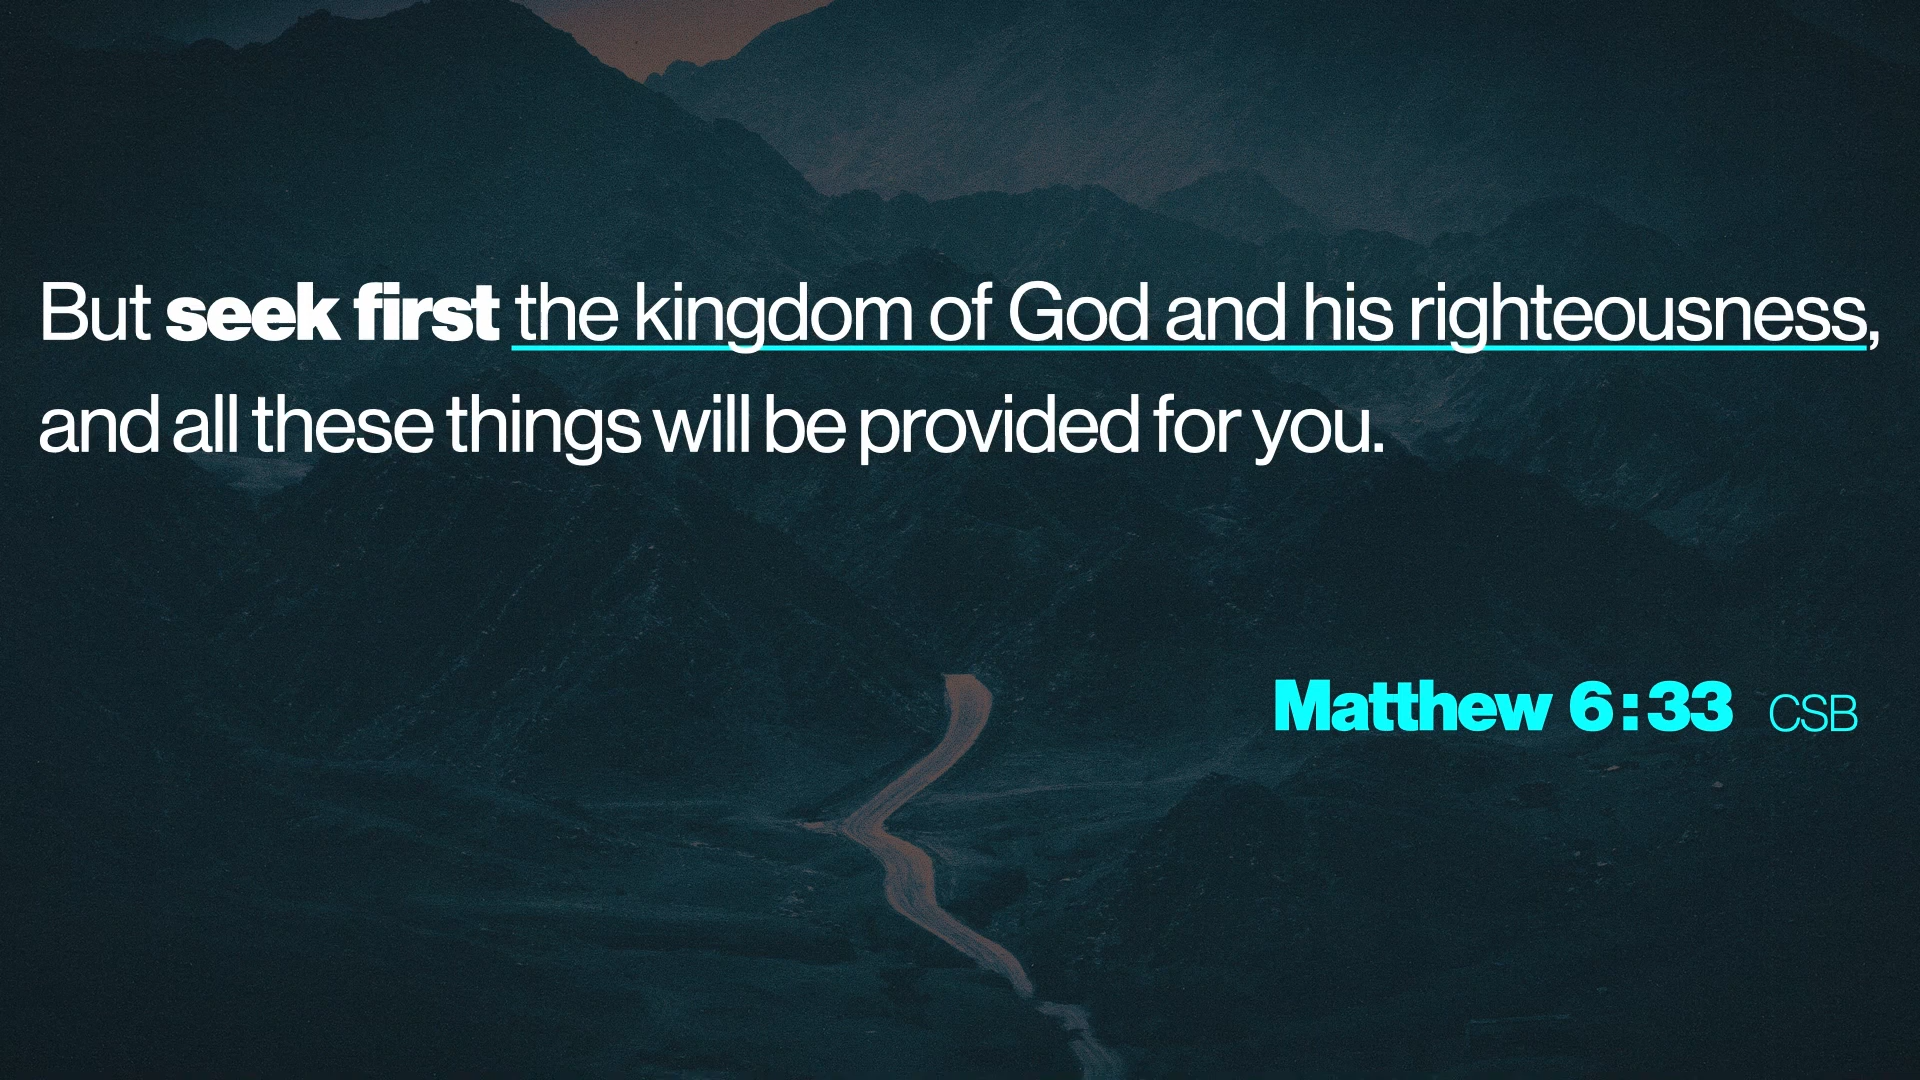 But seek first the kingdom of God and his righteousness,
and all these things will be provided for you.
Matthew 6:33 CSB